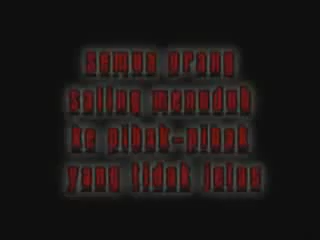 semua orang
saling menuduh
ke pihak-pihak
yang tidak jelas